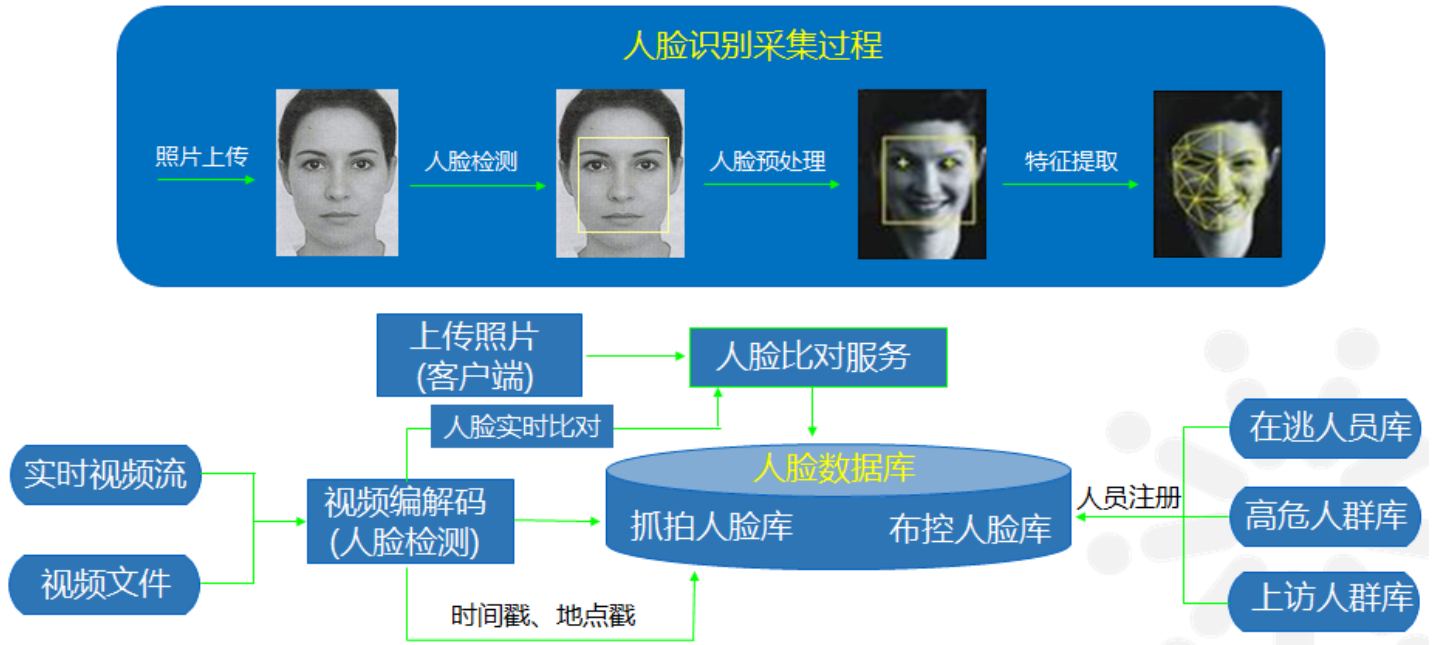 人脸识别采集过程
照片上传
人脸检测
人脸预处理
特征提取
上传照片
(客户端)
人脸比对服务
人脸实时比对
实时视频流
视频文件
视频编解码
(人脸检测)
人脸数据库
抓拍人脸库
布控人脸库
时间戳、地点戳
人员注册
在逃人员库
高危人群库
上访人群库